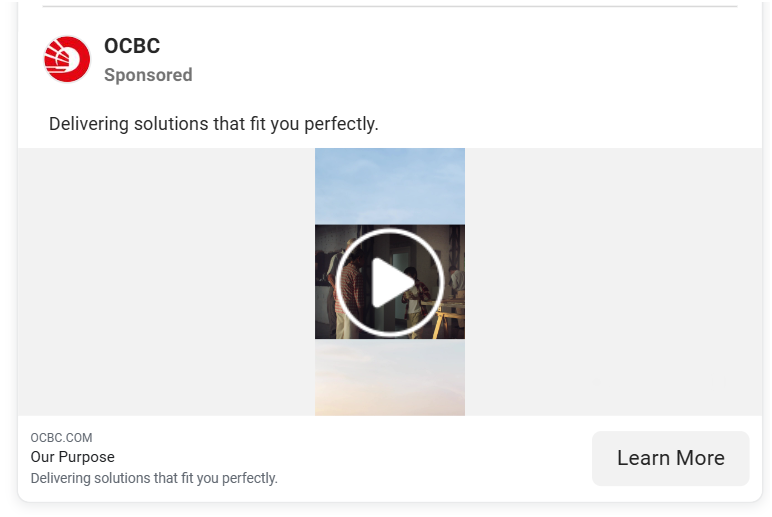 OCBC
Sponsored
Delivering solutions that fit you perfectly.
OCBC.COM
Our Purpose
Delivering solutions that fit you perfectly.
Learn More